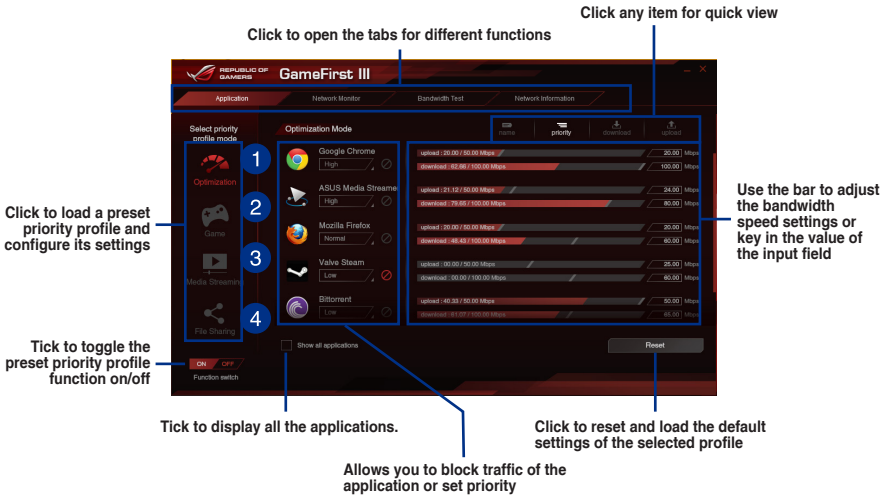 Click any item for quick view
Click to open the tabs for different functions
REPUBLIC OF
GAMERS
GameFirst III
Application
Network Monitor
Bandwidth Test
Network Information
Select priority
profile mode
Optimization Mode
name
priority
download
upload
1
Optimization
2
Game
3
Media Streaming
4
File Sharing
Google Chrome
High
upload : 20.00 / 50.00 Mbps
20.00 Mbps
download : 62.66 / 100.00 Mbps
100.00 Mbps
ASUS Media Streame
High
upload : 21.12 / 50.00 Mbps
24.00 Mbps
download : 79.65 / 100.00 Mbps
80.00 Mbps
Mozilla Firefox
Normal
upload : 20.00 / 50.00 Mbps
20.00 Mbps
download : 48.43 / 100.00 Mbps
60.00 Mbps
Valve Steam
Low
upload : 00.00 / 50.00 Mbps
25.00 Mbps
download : 00.00 / 100.00 Mbps
60.00 Mbps
Bittorrent
Low
upload : 40.33 / 50.00 Mbps
50.00 Mbps
download : 61.07 / 100.00 Mbps
65.00 Mbps
Show all applications
Reset
ON OFF
Function switch
Click to load a preset
priority profile and
configure its settings
Use the bar to adjust
the bandwidth
speed settings or
key in the value of
the input field
Tick to toggle the
preset priority profile
function on/off
Tick to display all the applications.
Click to reset and load the default
settings of the selected profile
Allows you to block traffic of the
application or set priority